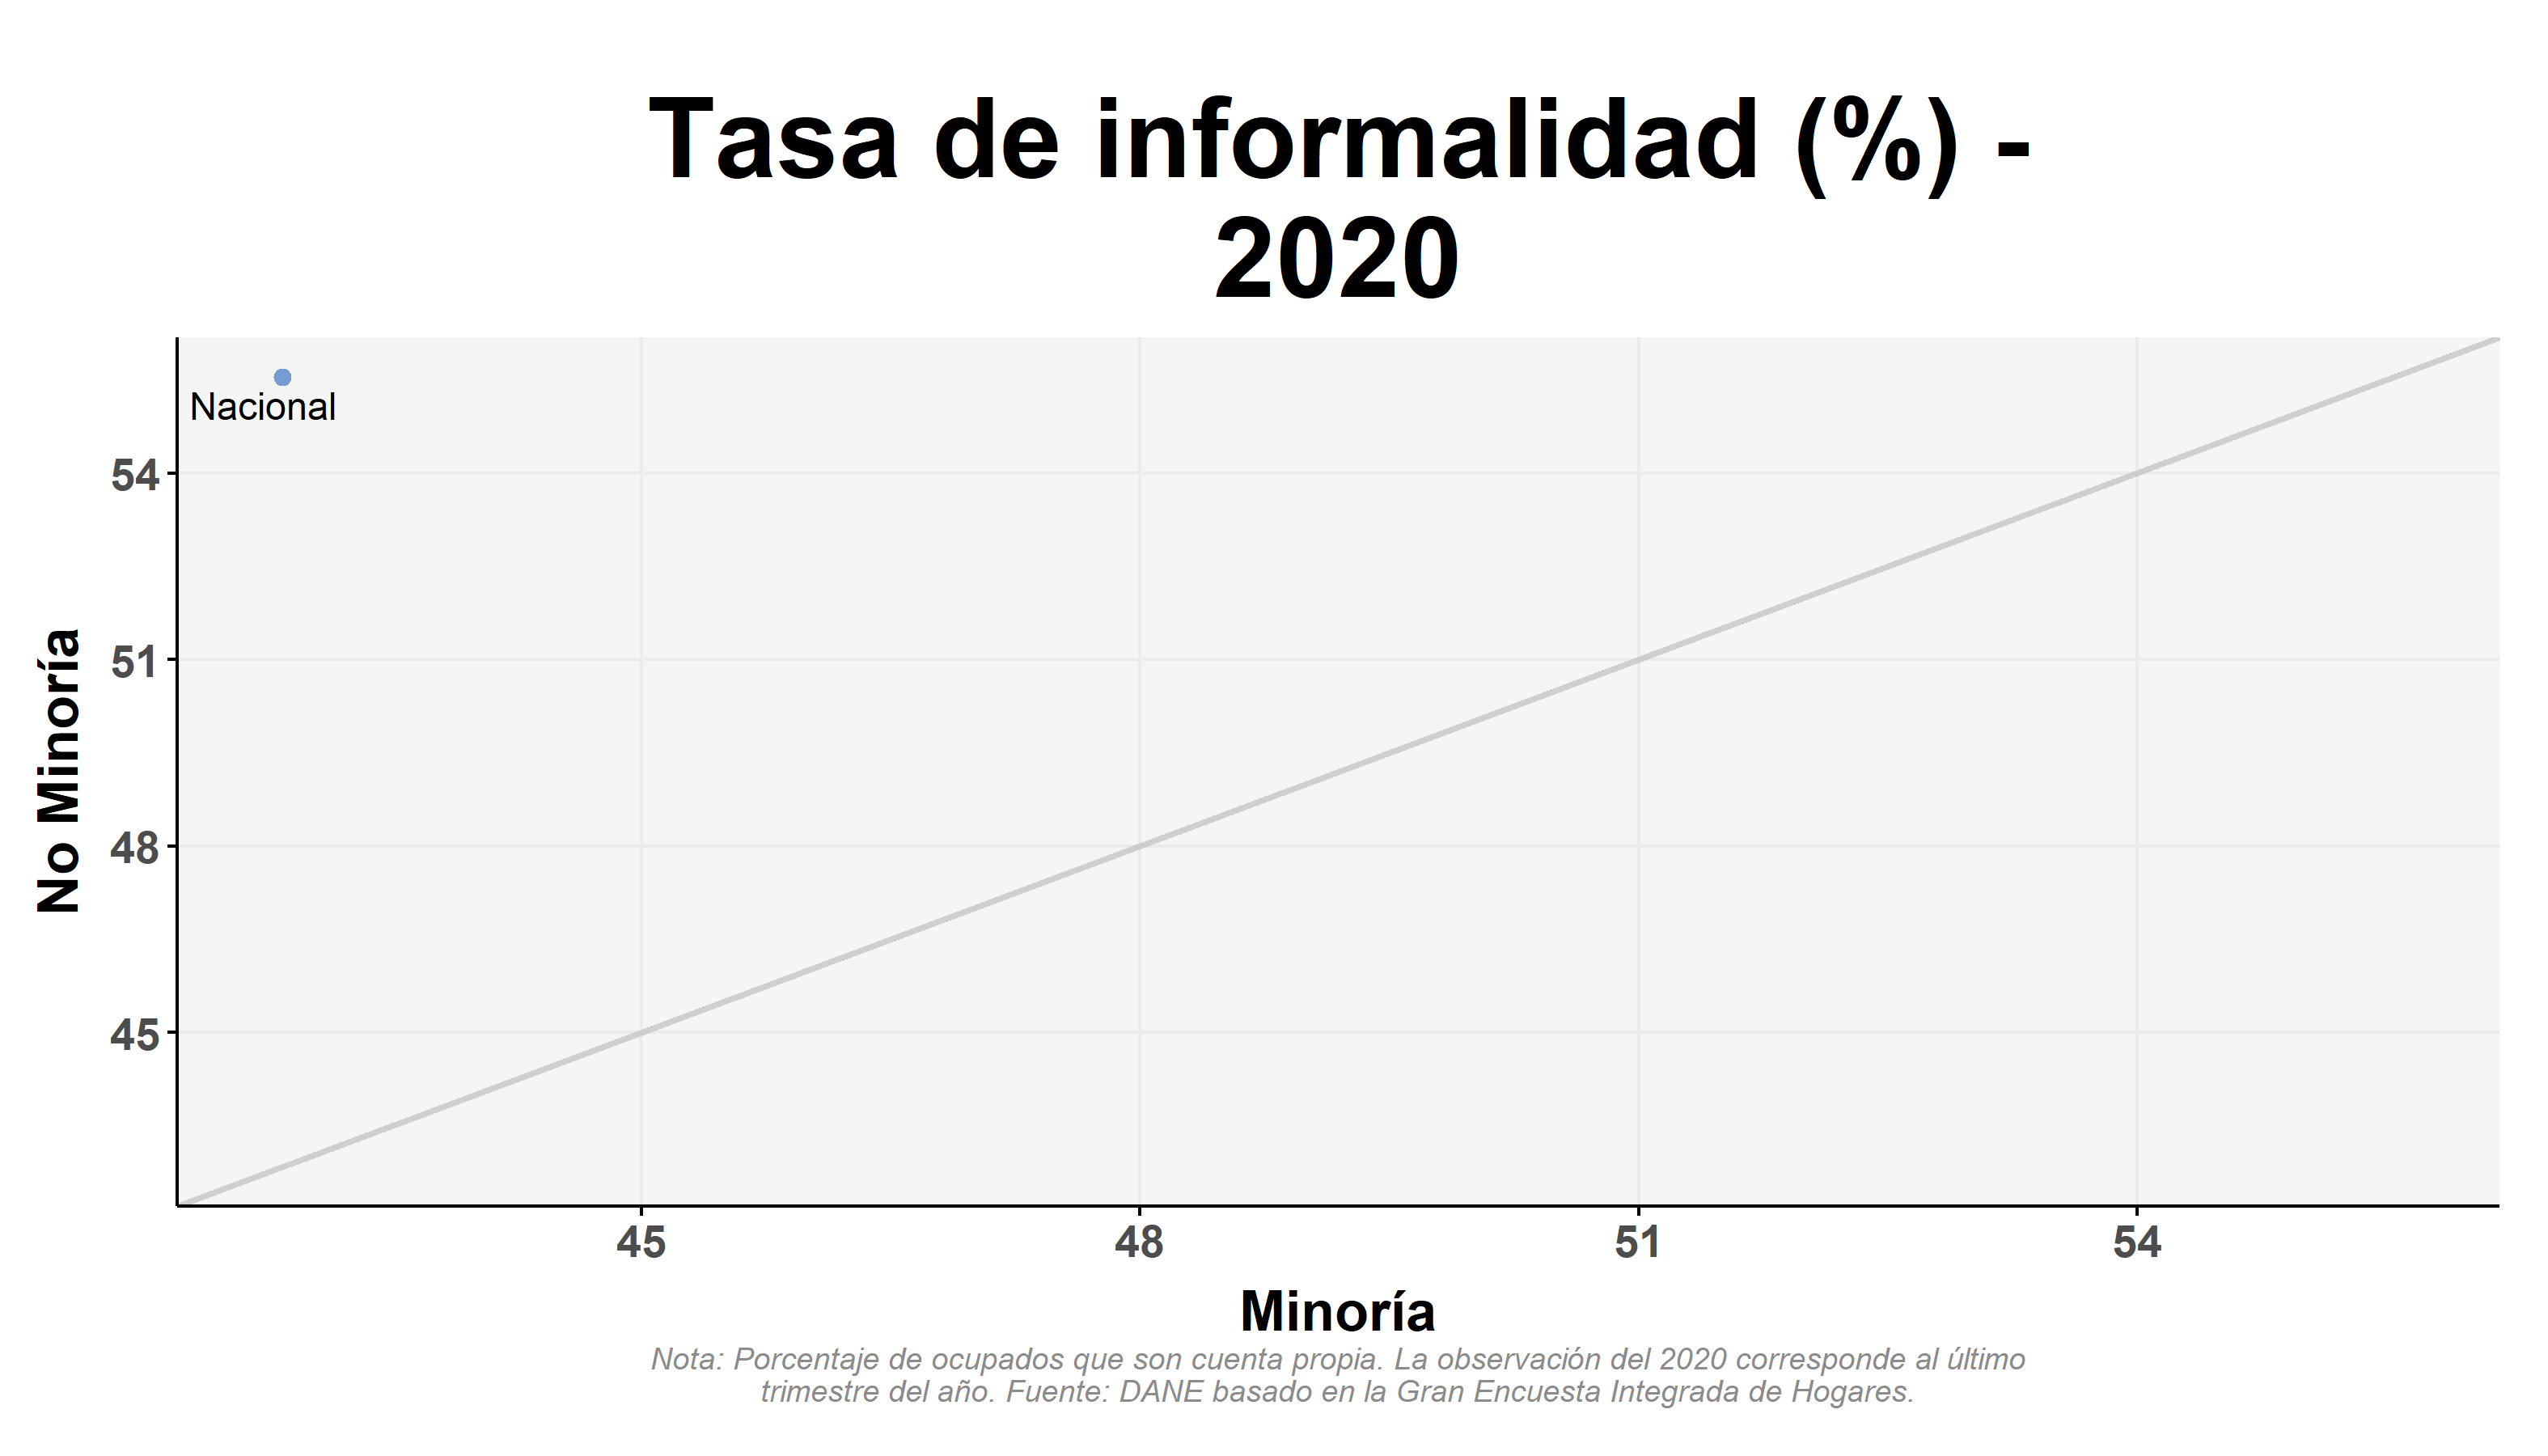 Tasa de informalidad (%) -
2020
Nacional
54
51
48
45
No Minoría
45
48
51
54
Minoría
Nota: Porcentaje de ocupados que son cuenta propia. La observación del 2020 corresponde al último
trimestre del año. Fuente: DANE basado en la Gran Encuesta Integrada de Hogares.